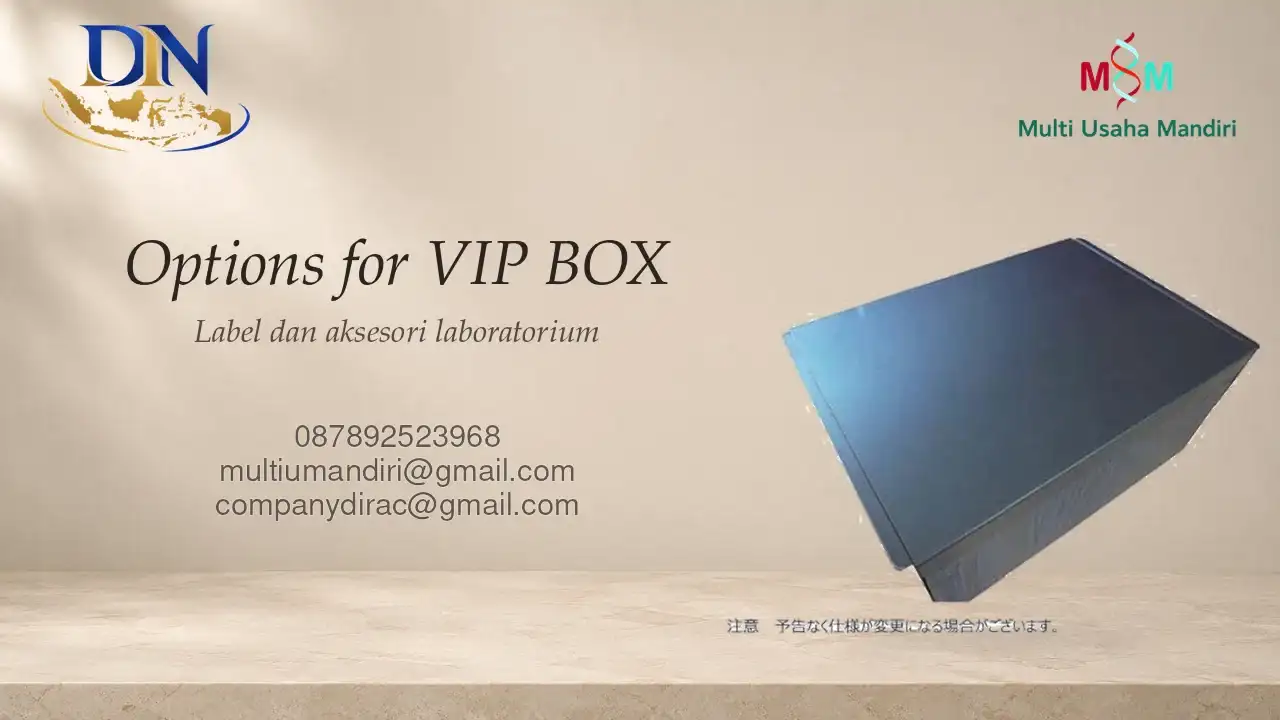 DIN
MSM
Multi Usaha Mandiri
Options for VIP BOX
Label dan aksesori laboratorium
087892523968
multiumandiri@gmail.com
companydirac@gmail.com
注意　予告なく仕様が変更になる場合がございます。